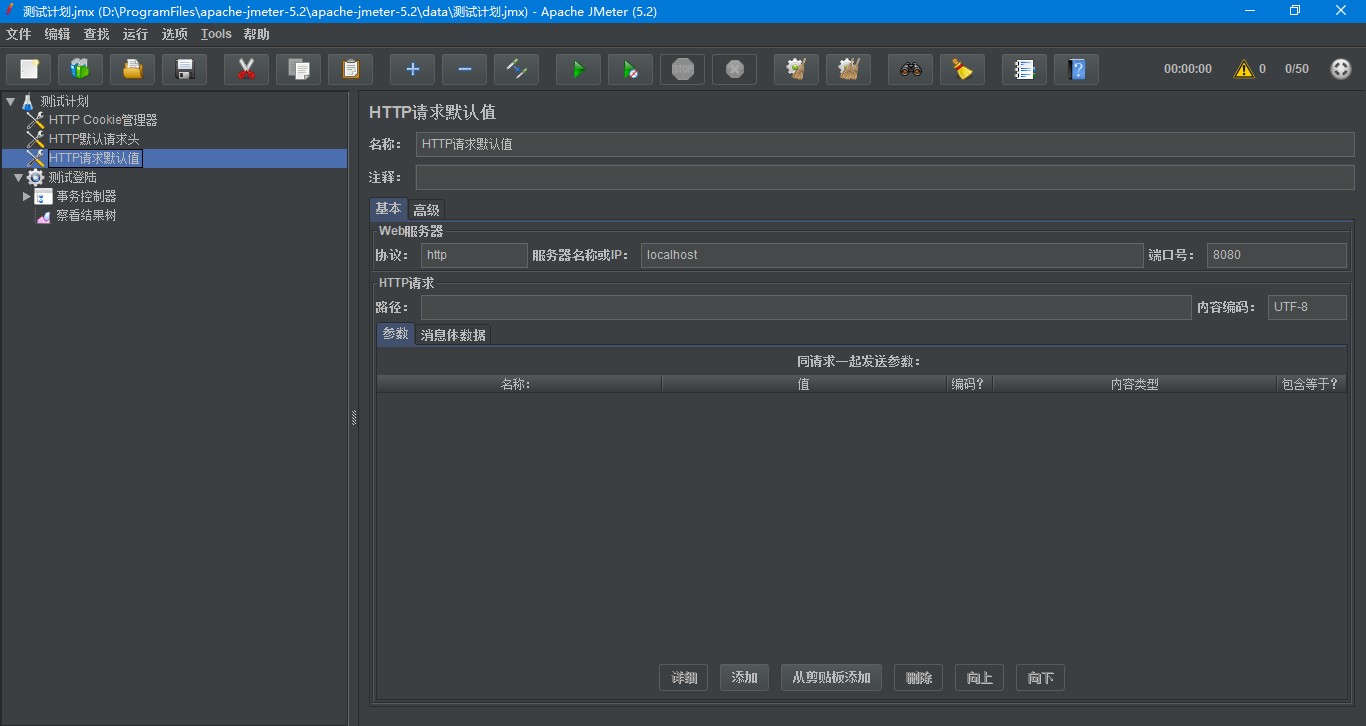 测试计划.jmx (D:\ProgramFiles\apache-jmeter-5.2\apache-jmeter-5.2\data\测试计划.jmx) - Apache JMeter (5.2)
文件 编辑 查找 运行 选项 Tools 帮助
STOP 00:00:00 0 0/50
测试计划
HTTP Cookie管理器
HTTP默认请求头
HTTP请求默认值
测试登陆
事务控制器
察看结果树
HTTP请求默认值
名称: HTTP请求默认值
注释:
基本 高级
Web服务器
协议: http 服务器名称或IP: localhost 端口号: 8080
HTTP请求
路径: 内容编码: UTF-8
参数 消息体数据
同请求一起发送参数:
名称: 值 编码? 内容类型 包含等于?
详细 添加 从剪贴板添加 删除 向上 向下